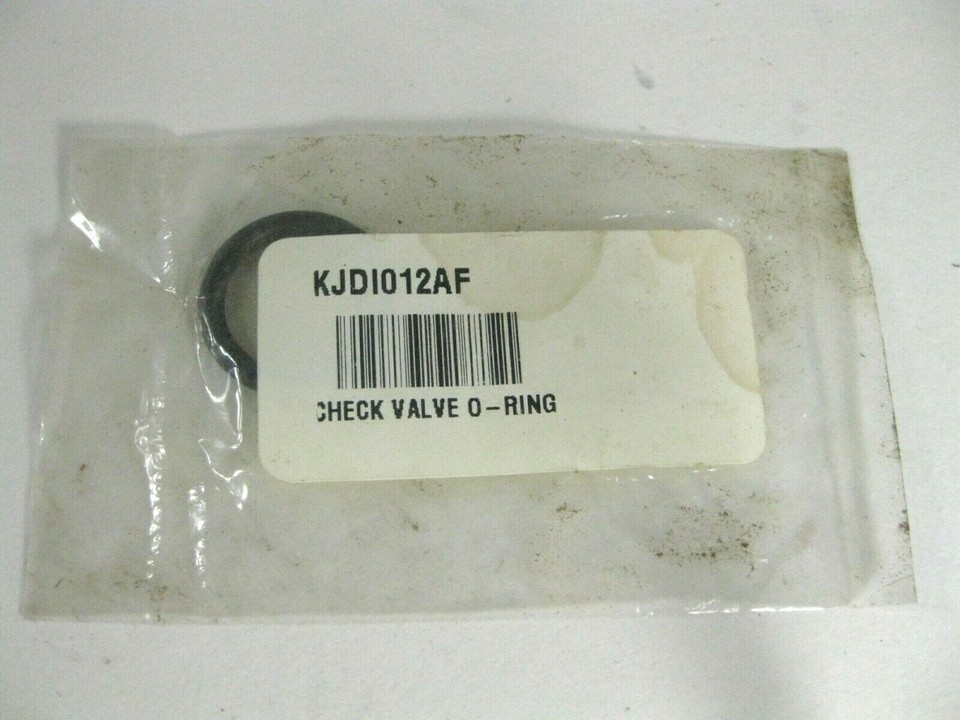 KJDI012AF
CHECK VALVE O-RING